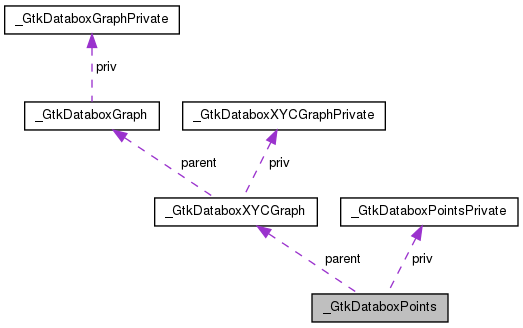 _GtkDataboxGraphPrivate
priv
_GtkDataboxGraph
_GtkDataboxXYCGraphPrivate
parent
priv
_GtkDataboxXYCGraph
_GtkDataboxPointsPrivate
parent
priv
_GtkDataboxPoints